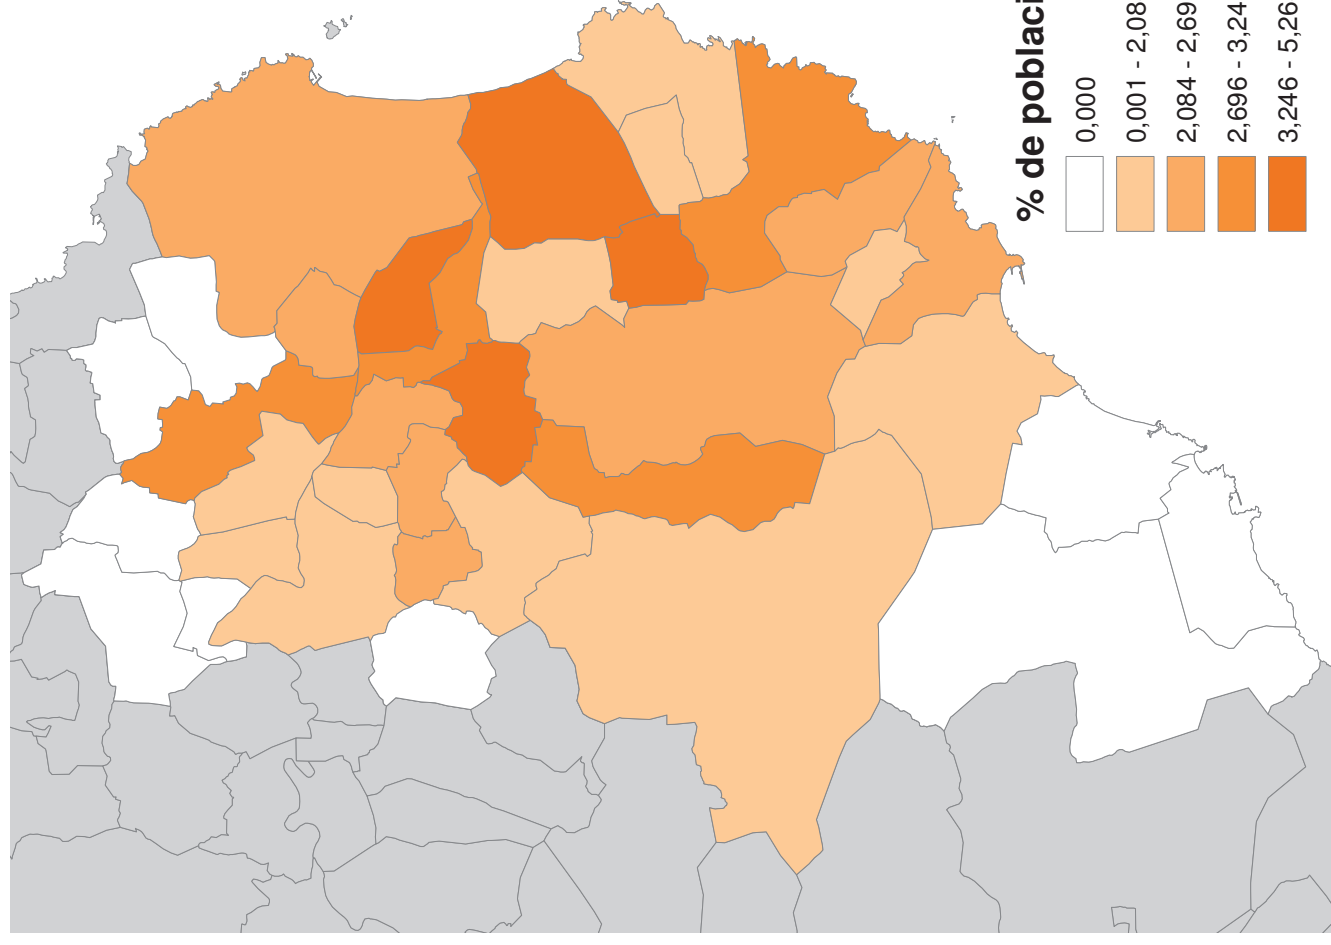 % de poblaci
0,000
0,001 - 2,08
2,084 - 2,69
2,696 - 3,24
3,246 - 5,26